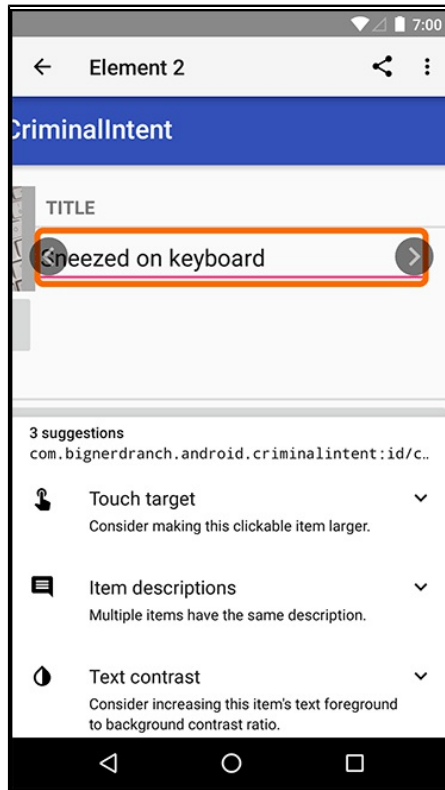 7:00
Element 2
CriminalIntent
TITLE
Sneezed on keyboard
3 suggestions
com.bignerdranch.android.criminalintent:id/c..
Touch target
Consider making this clickable item larger.
Item descriptions
Multiple items have the same description.
Text contrast
Consider increasing this item's text foreground
to background contrast ratio.